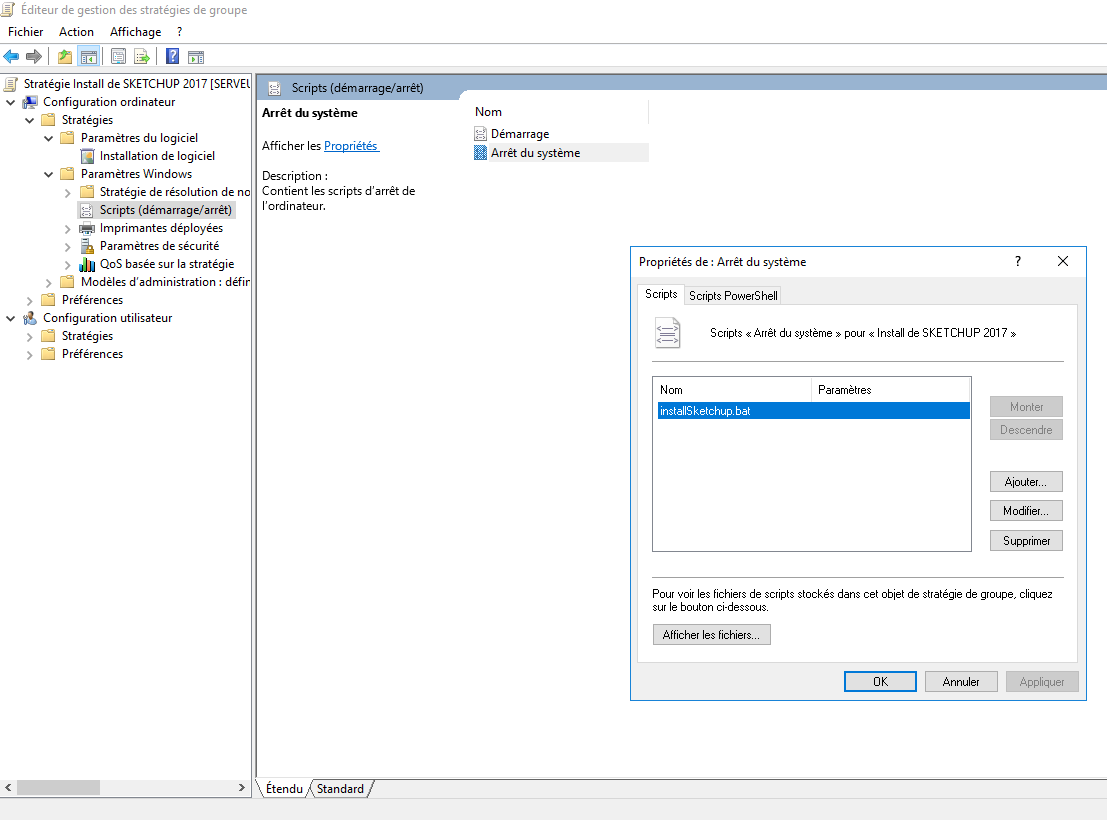 Éditeur de gestion des stratégies de groupe
Fichier Action Affichage ?
Stratégie Install de SKETCHUP 2017 [SERVEU
Configuration ordinateur
Stratégies
Paramètres du logiciel
Installation de logiciel
Paramètres Windows
Stratégie de résolution de no
Scripts (démarrage/arrêt)
Imprimantes déployées
Paramètres de sécurité
QoS basée sur la stratégie
Modèles d'administration : défin
Préférences
Configuration utilisateur
Stratégies
Préférences
Scripts (démarrage/arrêt)
Arrêt du système
Afficher les Propriétés
Description :
Contient les scripts d'arrêt de
l'ordinateur.
Nom
Démarrage
Arrêt du système
Propriétés de : Arrêt du système ?
Scripts Scripts PowerShell
Scripts « Arrêt du système » pour « Install de SKETCHUP 2017 »
Nom Paramètres
installSketchup.bat
Monter
Descendre
Ajouter...
Modifier...
Supprimer
Pour voir les fichiers de scripts stockés dans cet objet de stratégie de groupe, cliquez
sur le bouton ci-dessous.
Afficher les fichiers...
OK Annuler Appliquer
Étendu Standard